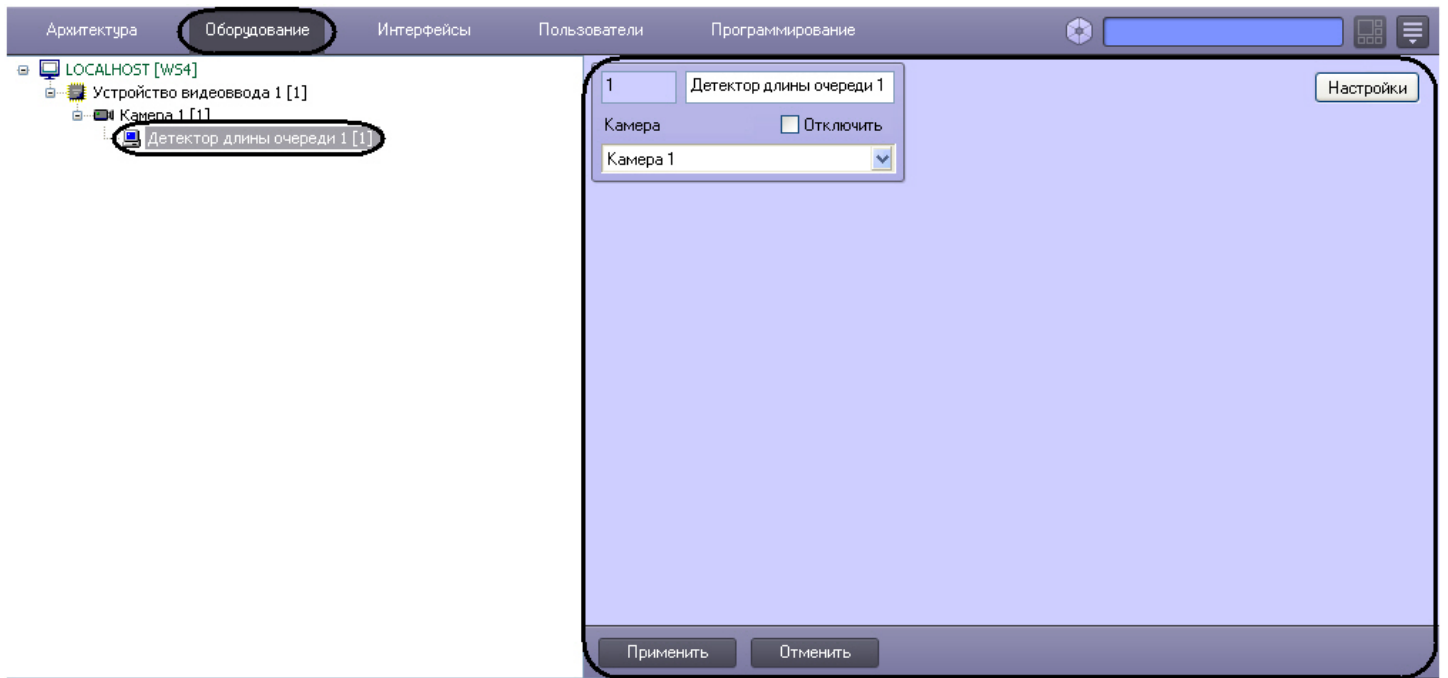 Архитектура Оборудование Интерфейсы Пользователи Программирование
LOCALHOST [WS4]
Устройство видеоввода 1 [1]
Камера 1 [1]
Детектор длины очереди 1 [1]
1 Детектор длины очереди 1
Настройки
Камера Отключить
Камера 1
Применить Отменить